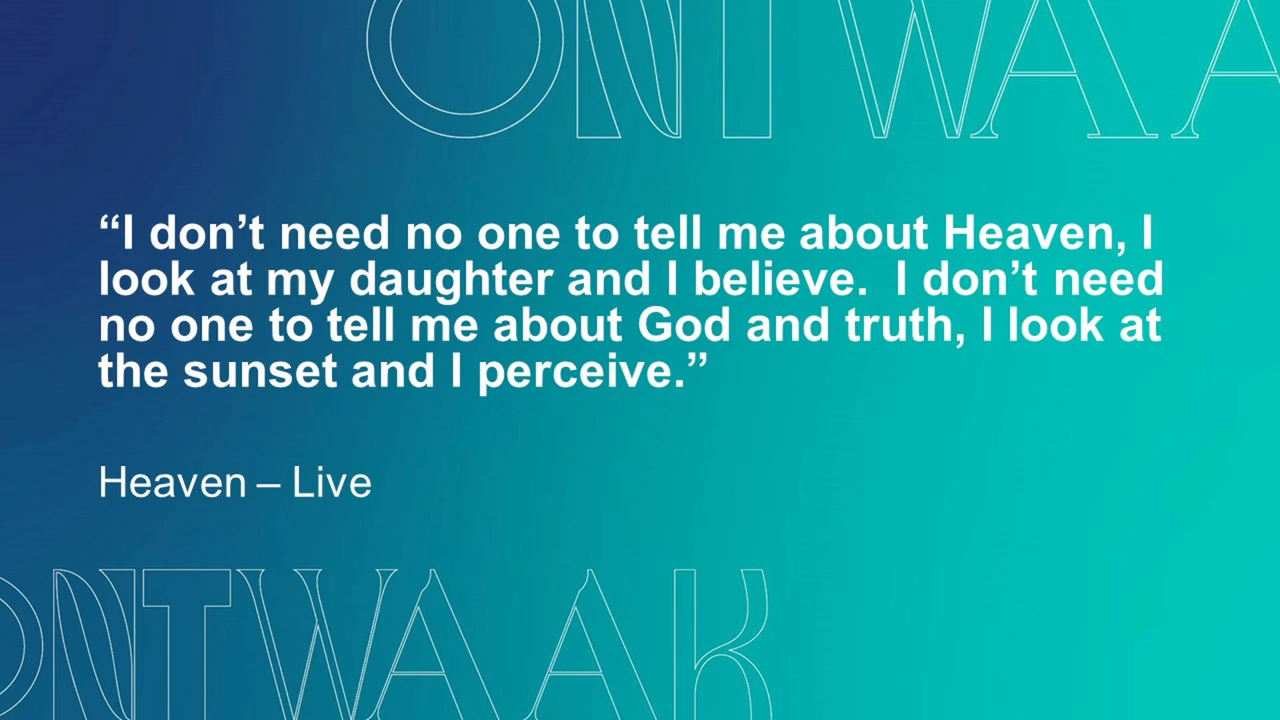 ONTWAA
“I don’t need no one to tell me about Heaven, I
look at my daughter and I believe.  I don’t need
no one to tell me about God and truth, I look at
the sunset and I perceive.”
Heaven – Live
ONTWAAK